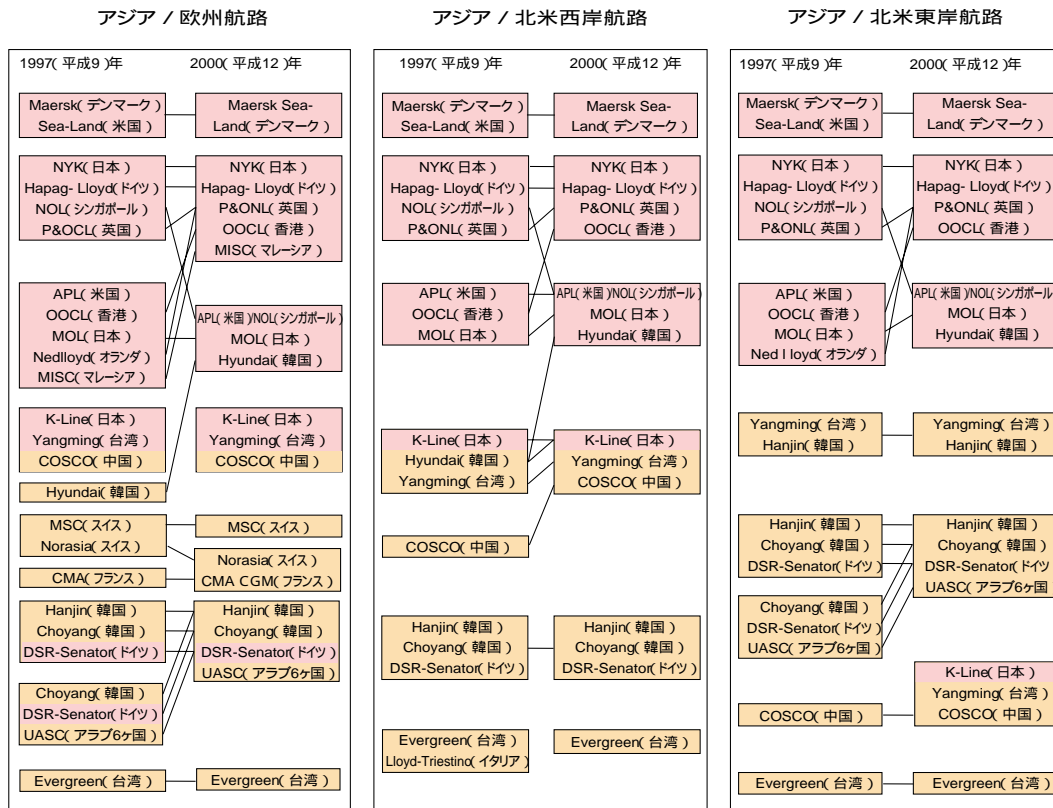 アジア / 欧州航路
1997( 平成9 )年
2000( 平成12 )年
Maersk( デンマーク )
Sea-Land( 米国 )
Maersk Sea-
Land( デンマーク )
NYK( 日本 )
Hapag- Lloyd( ドイツ )
NOL( シンガポール )
P&OCL( 英国 )
NYK( 日本 )
Hapag- Lloyd( ドイツ )
P&ONL( 英国 )
OOCL( 香港 )
MISC( マレーシア )
APL( 米国 )
OOCL( 香港 )
MOL( 日本 )
Nedlloyd( オランダ )
MISC( マレーシア )
APL( 米国 )/NOL( シンガポール )
MOL( 日本 )
Hyundai( 韓国 )
K-Line( 日本 )
Yangming( 台湾 )
COSCO( 中国 )
K-Line( 日本 )
Yangming( 台湾 )
COSCO( 中国 )
Hyundai( 韓国 )
MSC( スイス )
Norasia( スイス )
MSC( スイス )
CMA( フランス )
Norasia( スイス )
CMA CGM( フランス )
Hanjin( 韓国 )
Choyang( 韓国 )
DSR-Senator( ドイツ )
Hanjin( 韓国 )
Choyang( 韓国 )
DSR-Senator( ドイツ )
UASC( アラブ6ヶ国 )
Choyang( 韓国 )
DSR-Senator( ドイツ )
UASC( アラブ6ヶ国 )
Evergreen( 台湾 )
Evergreen( 台湾 )
アジア / 北米西岸航路
1997( 平成9 )年
2000( 平成12 )年
Maersk( デンマーク )
Sea-Land( 米国 )
Maersk Sea-
Land( デンマーク )
NYK( 日本 )
Hapag- Lloyd( ドイツ )
NOL( シンガポール )
P&ONL( 英国 )
NYK( 日本 )
Hapag- Lloyd( ドイツ )
P&ONL( 英国 )
OOCL( 香港 )
APL( 米国 )
OOCL( 香港 )
MOL( 日本 )
APL( 米国 )/NOL( シンガポール )
MOL( 日本 )
Hyundai( 韓国 )
K-Line( 日本 )
Hyundai( 韓国 )
Yangming( 台湾 )
K-Line( 日本 )
Yangming( 台湾 )
COSCO( 中国 )
COSCO( 中国 )
Hanjin( 韓国 )
Choyang( 韓国 )
DSR-Senator( ドイツ )
Hanjin( 韓国 )
Choyang( 韓国 )
DSR-Senator( ドイツ )
Evergreen( 台湾 )
Lloyd-Triestino( イタリア )
Evergreen( 台湾 )
アジア / 北米東岸航路
1997( 平成9 )年
2000( 平成12 )年
Maersk( デンマーク )
Sea-Land( 米国 )
Maersk Sea-
Land( デンマーク )
NYK( 日本 )
Hapag- Lloyd( ドイツ )
NOL( シンガポール )
P&ONL( 英国 )
NYK( 日本 )
Hapag- Lloyd( ドイツ )
P&ONL( 英国 )
OOCL( 香港 )
APL( 米国 )
OOCL( 香港 )
MOL( 日本 )
Ned l loyd( オランダ )
APL( 米国 )/NOL( シンガポール
MOL( 日本 )
Hyundai( 韓国 )
Yangming( 台湾 )
Hanjin( 韓国 )
Yangming( 台湾 )
Hanjin( 韓国 )
Hanjin( 韓国 )
Choyang( 韓国 )
DSR-Senator( ドイツ )
Hanjin( 韓国 )
Choyang( 韓国 )
DSR-Senator( ドイツ
UASC( アラブ6ヶ国
Choyang( 韓国 )
DSR-Senator( ドイツ )
UASC( アラブ6ヶ国 )
COSCO( 中国 )
K-Line( 日本 )
Yangming( 台湾 )
COSCO( 中国 )
Evergreen( 台湾 )
Evergreen( 台湾 )